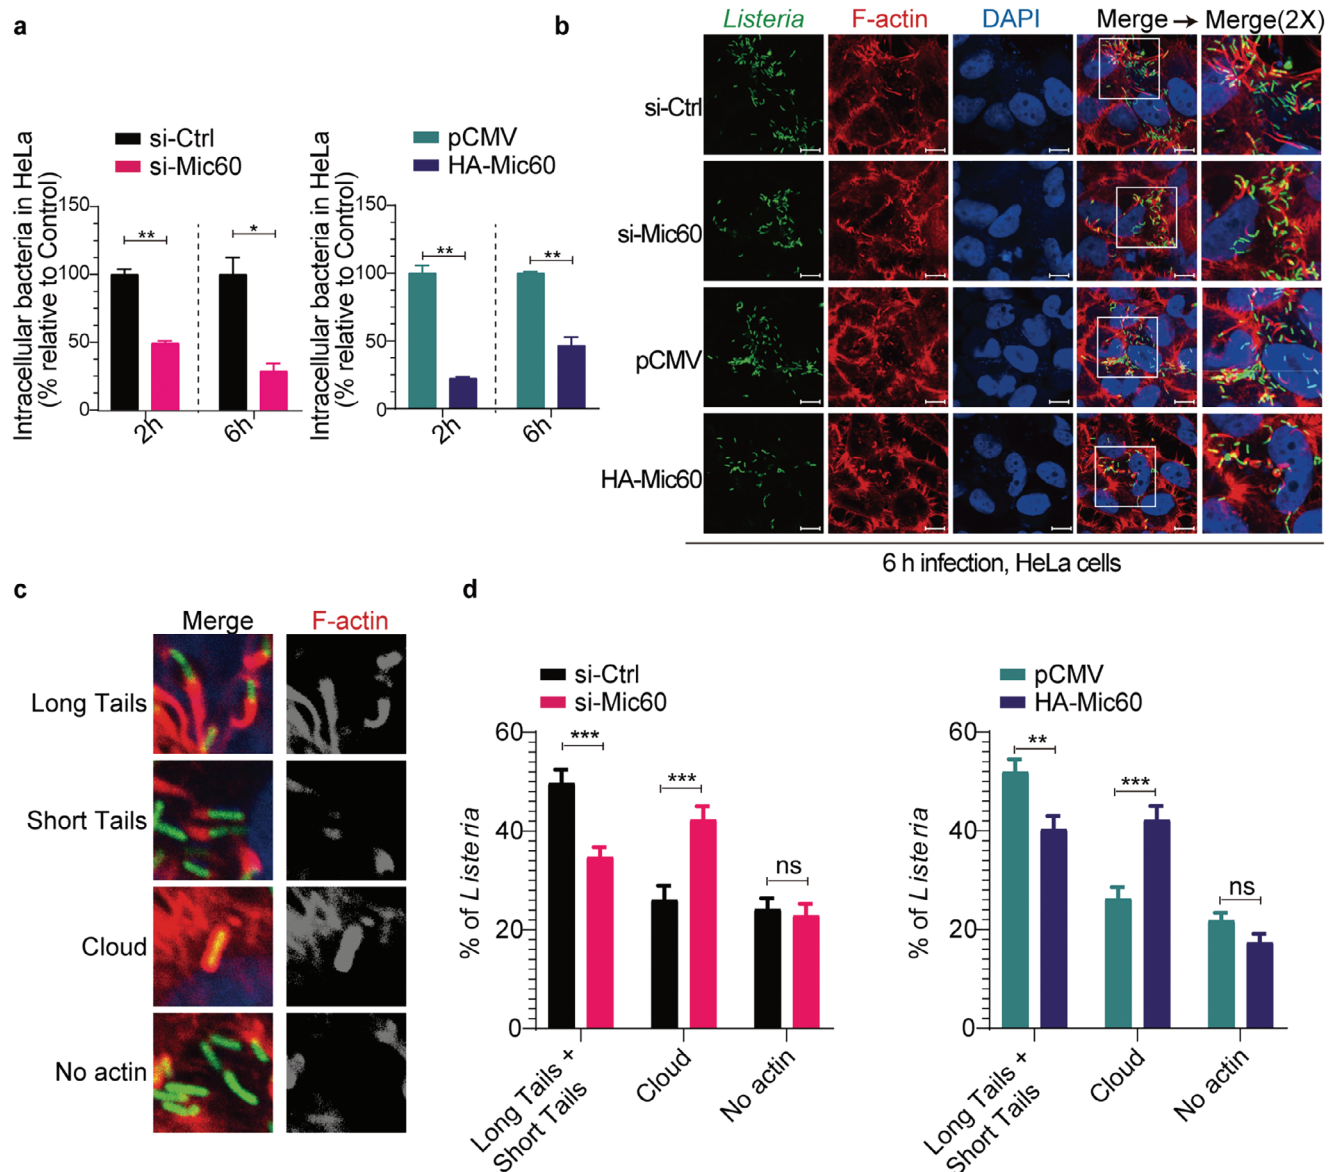 a
si-Ctrl
si-Mic60
Intracellular bacteria in HeLa
(% relative to Control)
150
100
50
0
**
*
2h
6h
pCMV
HA-Mic60
Intracellular bacteria in HeLa
(% relative to Control)
150
100
50
0
**
**
2h
6h
b
Listeria F-actin DAPI Merge → Merge(2X)
si-Ctrl
si-Mic60
pCMV
HA-Mic60
6 h infection, HeLa cells
c
Merge F-actin
Long Tails
Short Tails
Cloud
No actin
d
si-Ctrl
si-Mic60
% of Listeria
60
40
20
0
***
***
ns
Long Tails +
Short Tails
Cloud
No actin
pCMV
HA-Mic60
% of Listeria
60
40
20
0
**
***
ns
Long Tails +
Short Tails
Cloud
No actin